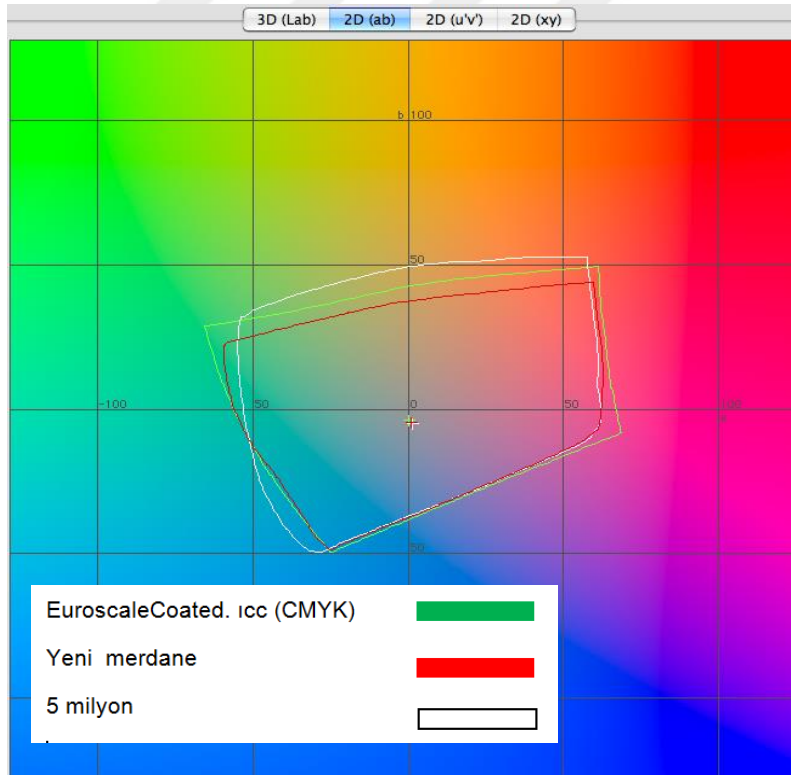 3D (Lab) 2D (ab) 2D (u'v') 2D (xy)
b 100
50
-100 50 0 50 100
a
50
EuroscaleCoated. ıcc (CMYK)
Yeni merdane
5 milyon